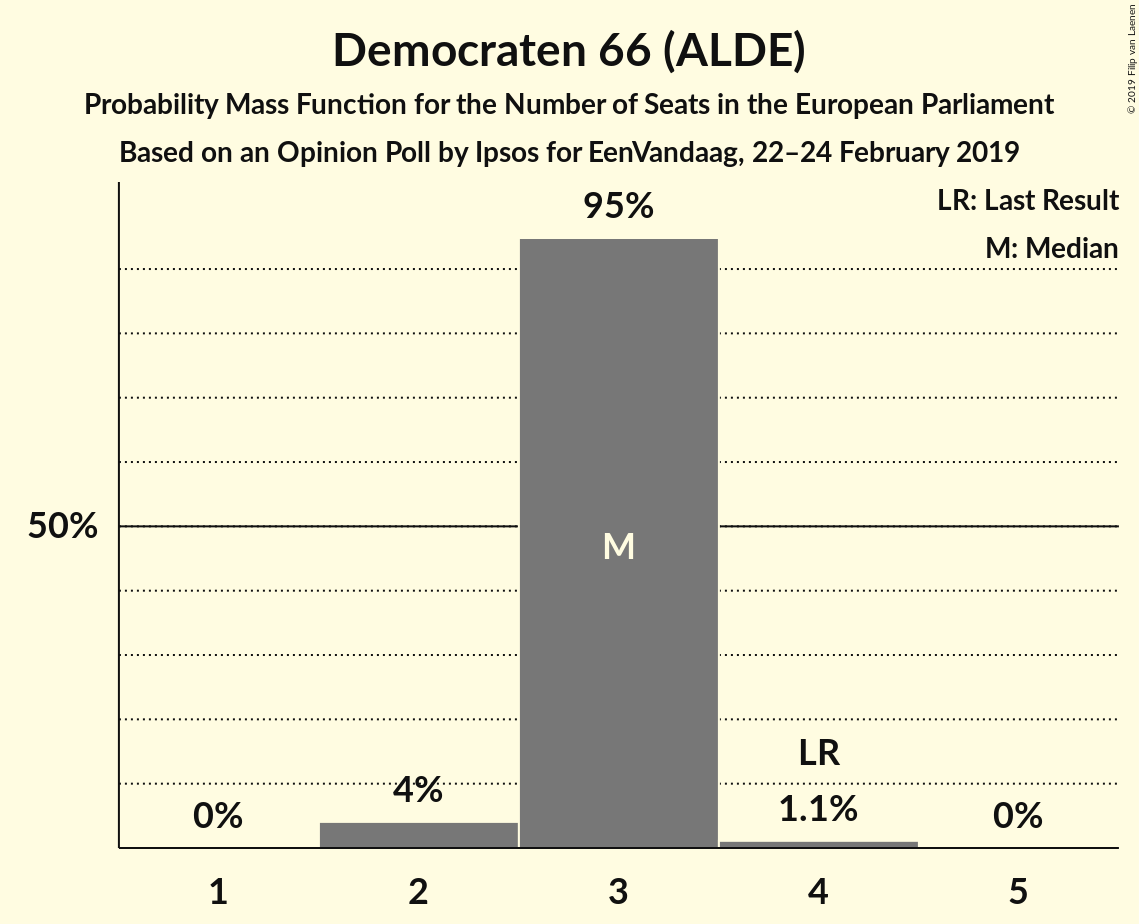 Democraten 66 (ALDE)
Probability Mass Function for the Number of Seats in the European Parliament
Based on an Opinion Poll by Ipsos for EenVandaag, 22–24 February 2019
© 2019 Filip van Laenen
LR: Last Result
M: Median
95%
50%
M
LR
0%
4%
1.1%
0%
1
2
3
4
5